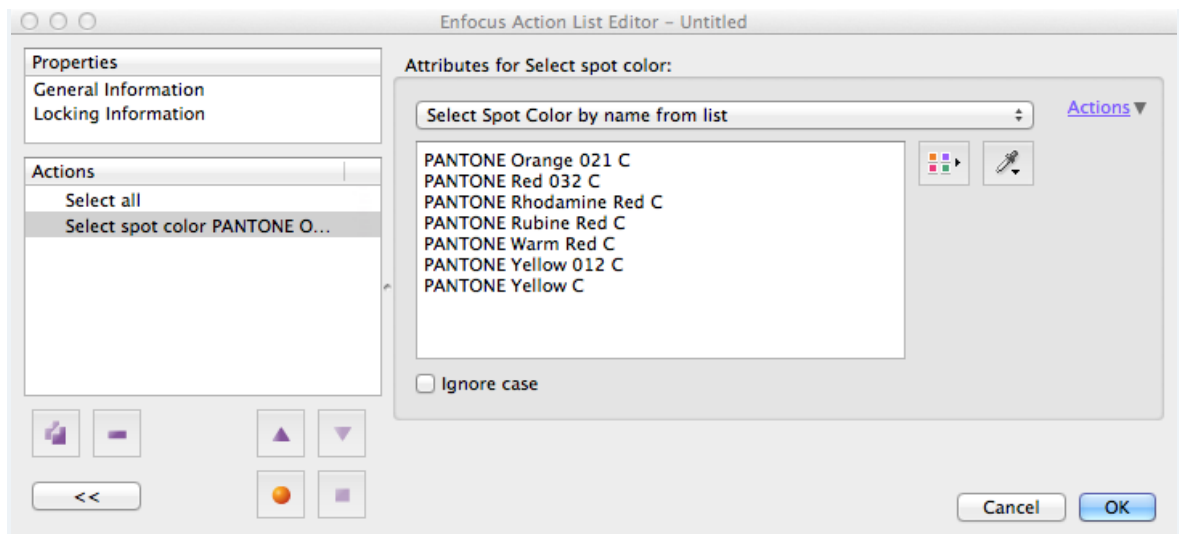 Enfocus Action List Editor – Untitled
Properties
General Information
Locking Information
Actions
Select all
Select spot color PANTONE O...
<<
Attributes for Select spot color:
Select Spot Color by name from list
Actions▼
PANTONE Orange 021 C
PANTONE Red 032 C
PANTONE Rhodamine Red C
PANTONE Rubine Red C
PANTONE Warm Red C
PANTONE Yellow 012 C
PANTONE Yellow C
Ignore case
Cancel
OK